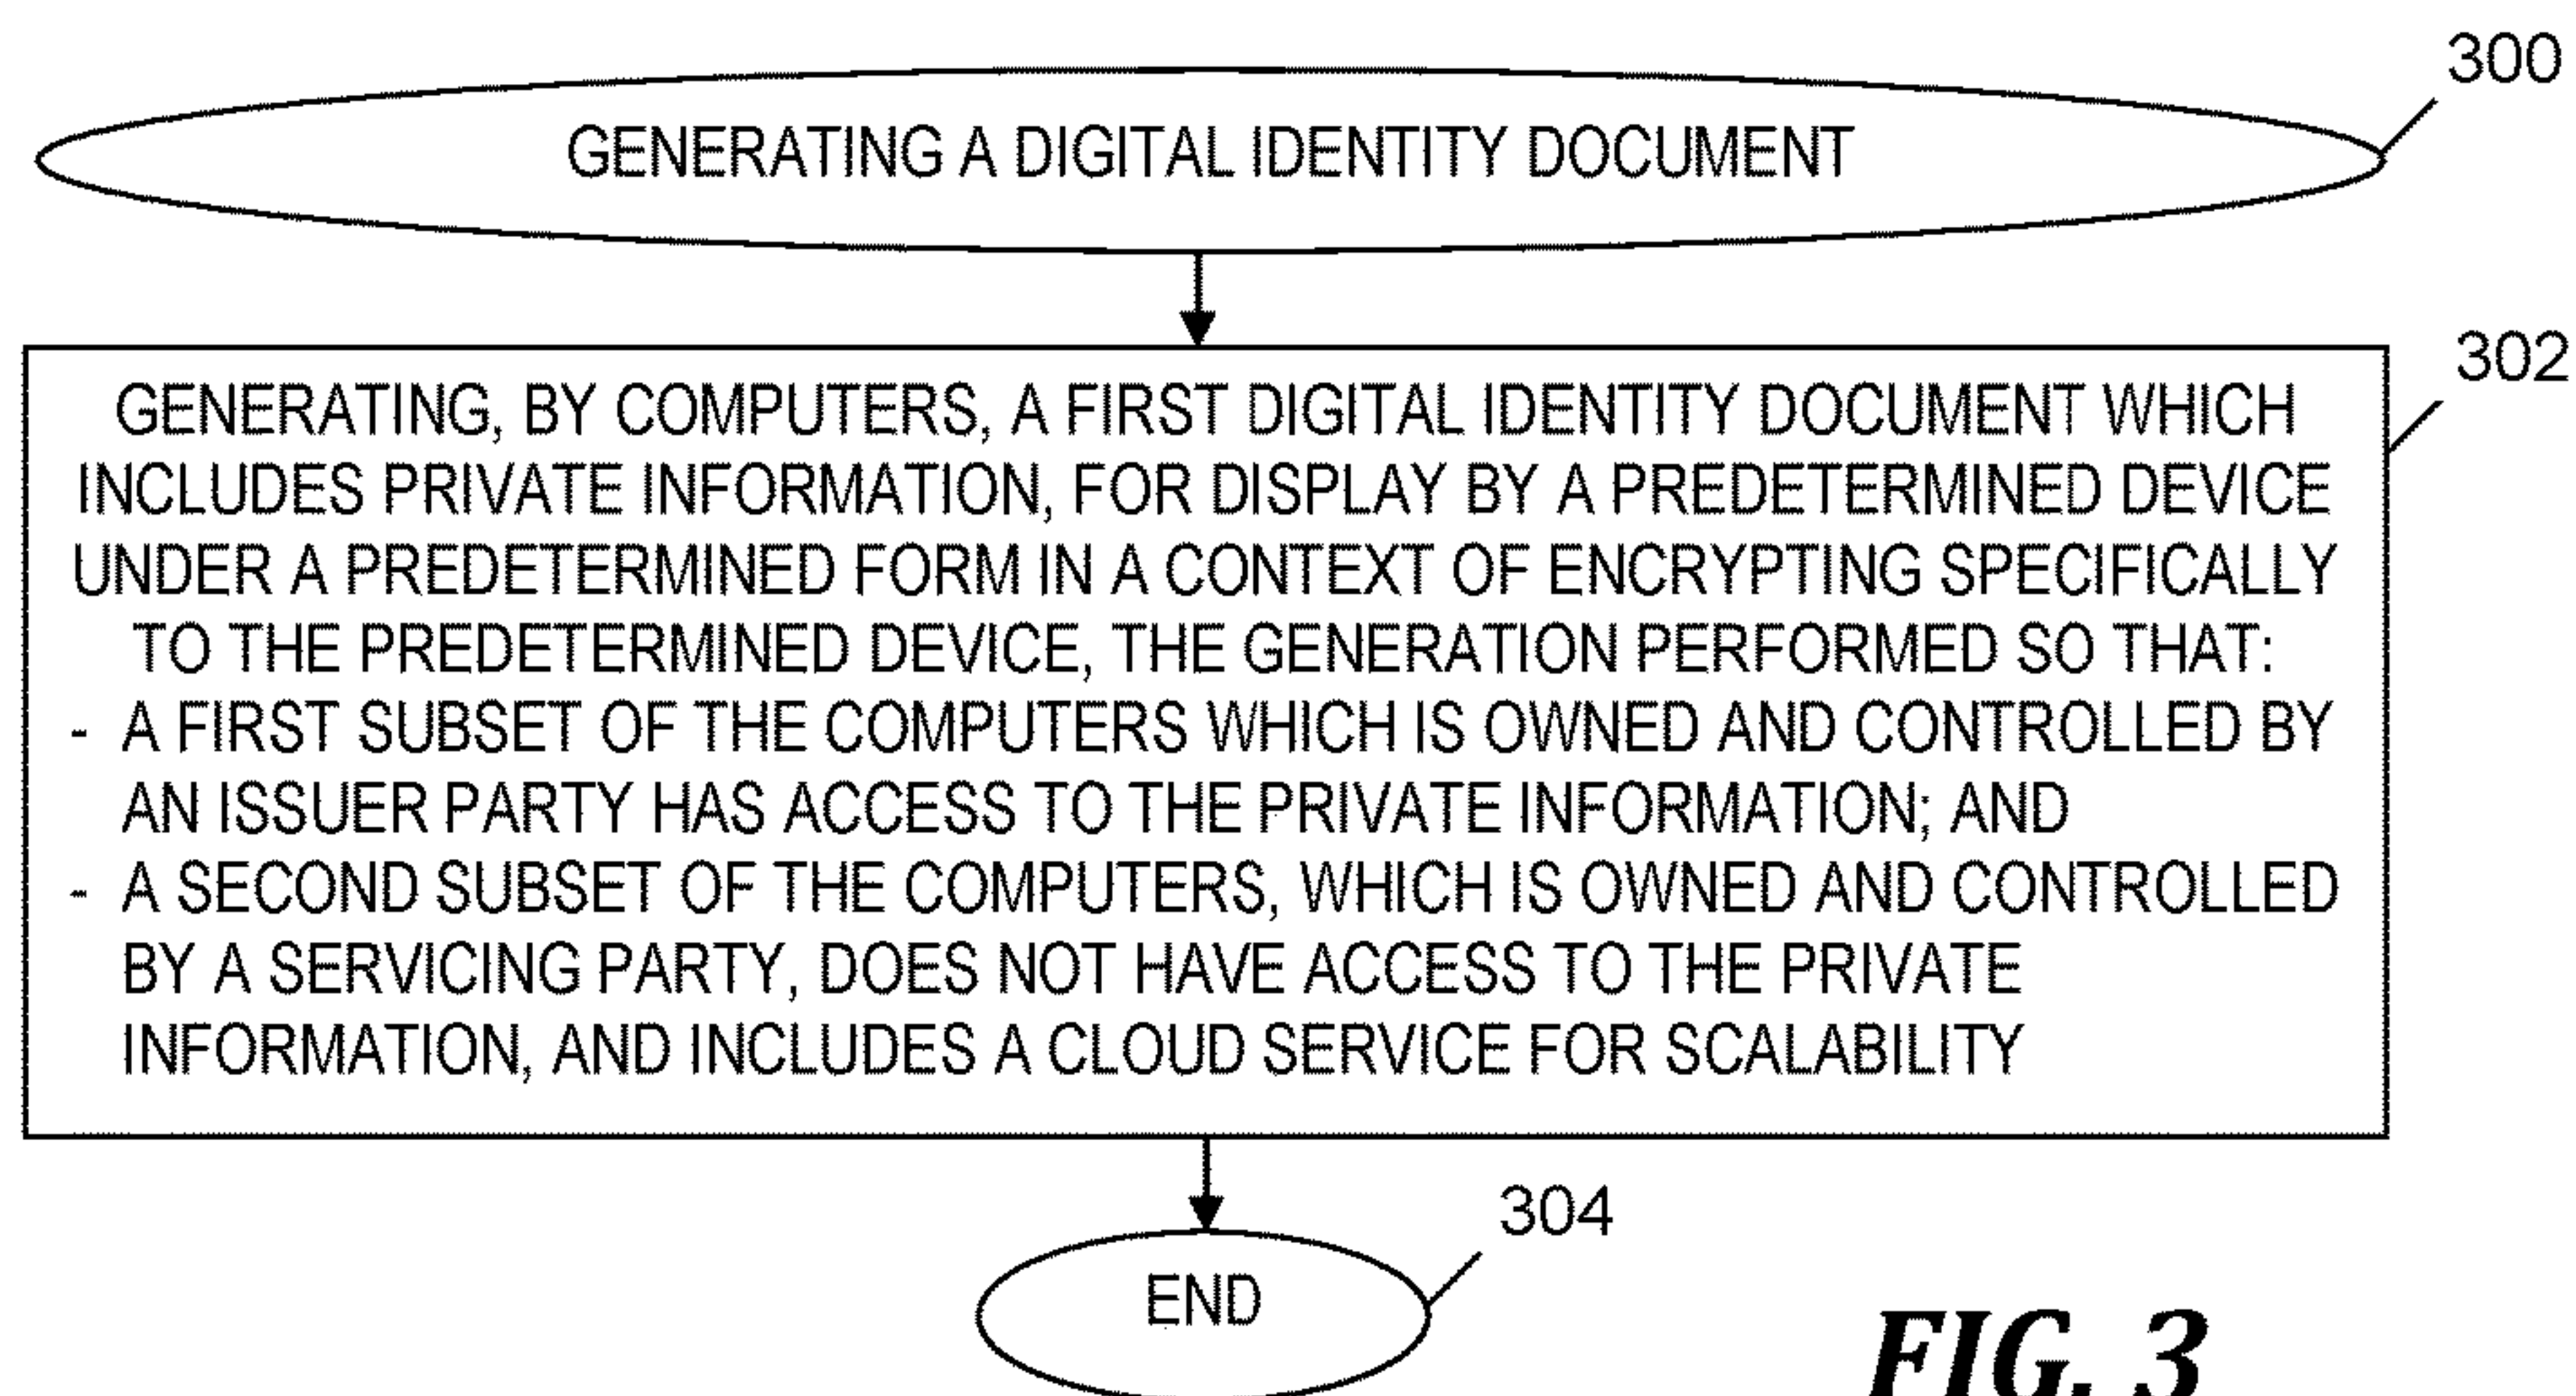 300
GENERATING A DIGITAL IDENTITY DOCUMENT
302
GENERATING, BY COMPUTERS, A FIRST DIGITAL IDENTITY DOCUMENT WHICH
INCLUDES PRIVATE INFORMATION, FOR DISPLAY BY A PREDETERMINED DEVICE
UNDER A PREDETERMINED FORM IN A CONTEXT OF ENCRYPTING SPECIFICALLY
TO THE PREDETERMINED DEVICE, THE GENERATION PERFORMED SO THAT:
- A FIRST SUBSET OF THE COMPUTERS WHICH IS OWNED AND CONTROLLED BY
AN ISSUER PARTY HAS ACCESS TO THE PRIVATE INFORMATION; AND
- A SECOND SUBSET OF THE COMPUTERS, WHICH IS OWNED AND CONTROLLED
BY A SERVICING PARTY, DOES NOT HAVE ACCESS TO THE PRIVATE
INFORMATION, AND INCLUDES A CLOUD SERVICE FOR SCALABILITY
304
END
FIG. 3